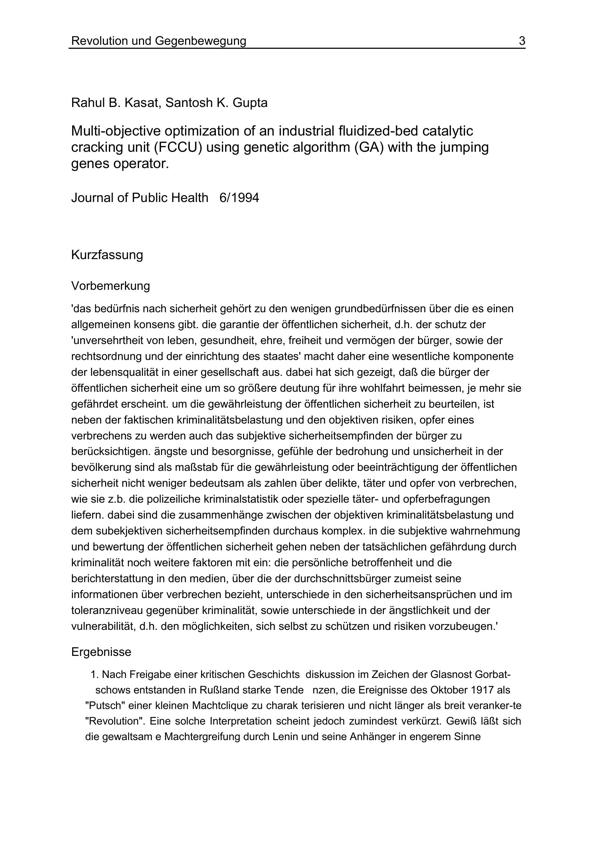 Revolution und Gegenbewegung 3
Rahul B. Kasat, Santosh K. Gupta
Multi-objective optimization of an industrial fluidized-bed catalytic
cracking unit (FCCU) using genetic algorithm (GA) with the jumping
genes operator.
Journal of Public Health 6/1994
Kurzfassung
Vorbemerkung
'das bedürfnis nach sicherheit gehört zu den wenigen grundbedürfnissen über die es einen
allgemeinen konsens gibt. die garantie der öffentlichen sicherheit, d.h. der schutz der
'unversehrtheit von leben, gesundheit, ehre, freiheit und vermögen der bürger, sowie der
rechtsordnung und der einrichtung des staates' macht daher eine wesentliche komponente
der lebensqualität in einer gesellschaft aus. dabei hat sich gezeigt, daß die bürger der
öffentlichen sicherheit eine um so größere deutung für ihre wohlfahrt beimessen, je mehr sie
gefährdet erscheint. um die gewährleistung der öffentlichen sicherheit zu beurteilen, ist
neben der faktischen kriminalitätsbelastung und den objektiven risiken, opfer eines
verbrechens zu werden auch das subjektive sicherheitsempfinden der bürger zu
berücksichtigen. ängste und besorgnisse, gefühle der bedrohung und unsicherheit in der
bevölkerung sind als maßstab für die gewährleistung oder beeinträchtigung der öffentlichen
sicherheit nicht weniger bedeutsam als zahlen über delikte, täter und opfer von verbrechen,
wie sie z.b. die polizeiliche kriminalstatistik oder spezielle täter- und opferbefragungen
liefern. dabei sind die zusammenhänge zwischen der objektiven kriminalitätsbelastung und
dem subekjektiven sicherheitsempfinden durchaus komplex. in die subjektive wahrnehmung
und bewertung der öffentlichen sicherheit gehen neben der tatsächlichen gefährdung durch
kriminalität noch weitere faktoren mit ein: die persönliche betroffenheit und die
berichterstattung in den medien, über die der durchschnittsbürger zumeist seine
informationen über verbrechen bezieht, unterschiede in den sicherheitsansprüchen und im
toleranzniveau gegenüber kriminalität, sowie unterschiede in der ängstlichkeit und der
vulnerabilität, d.h. den möglichkeiten, sich selbst zu schützen und risiken vorzubeugen.'
Ergebnisse
1. Nach Freigabe einer kritischen Geschichts diskussion im Zeichen der Glasnost Gorbat-
schows entstanden in Rußland starke Tende nzen, die Ereignisse des Oktober 1917 als
"Putsch" einer kleinen Machtclique zu charak terisieren und nicht länger als breit veranker-te
"Revolution". Eine solche Interpretation scheint jedoch zumindest verkürzt. Gewiß läßt sich
die gewaltsam e Machtergreifung durch Lenin und seine Anhänger in engerem Sinne